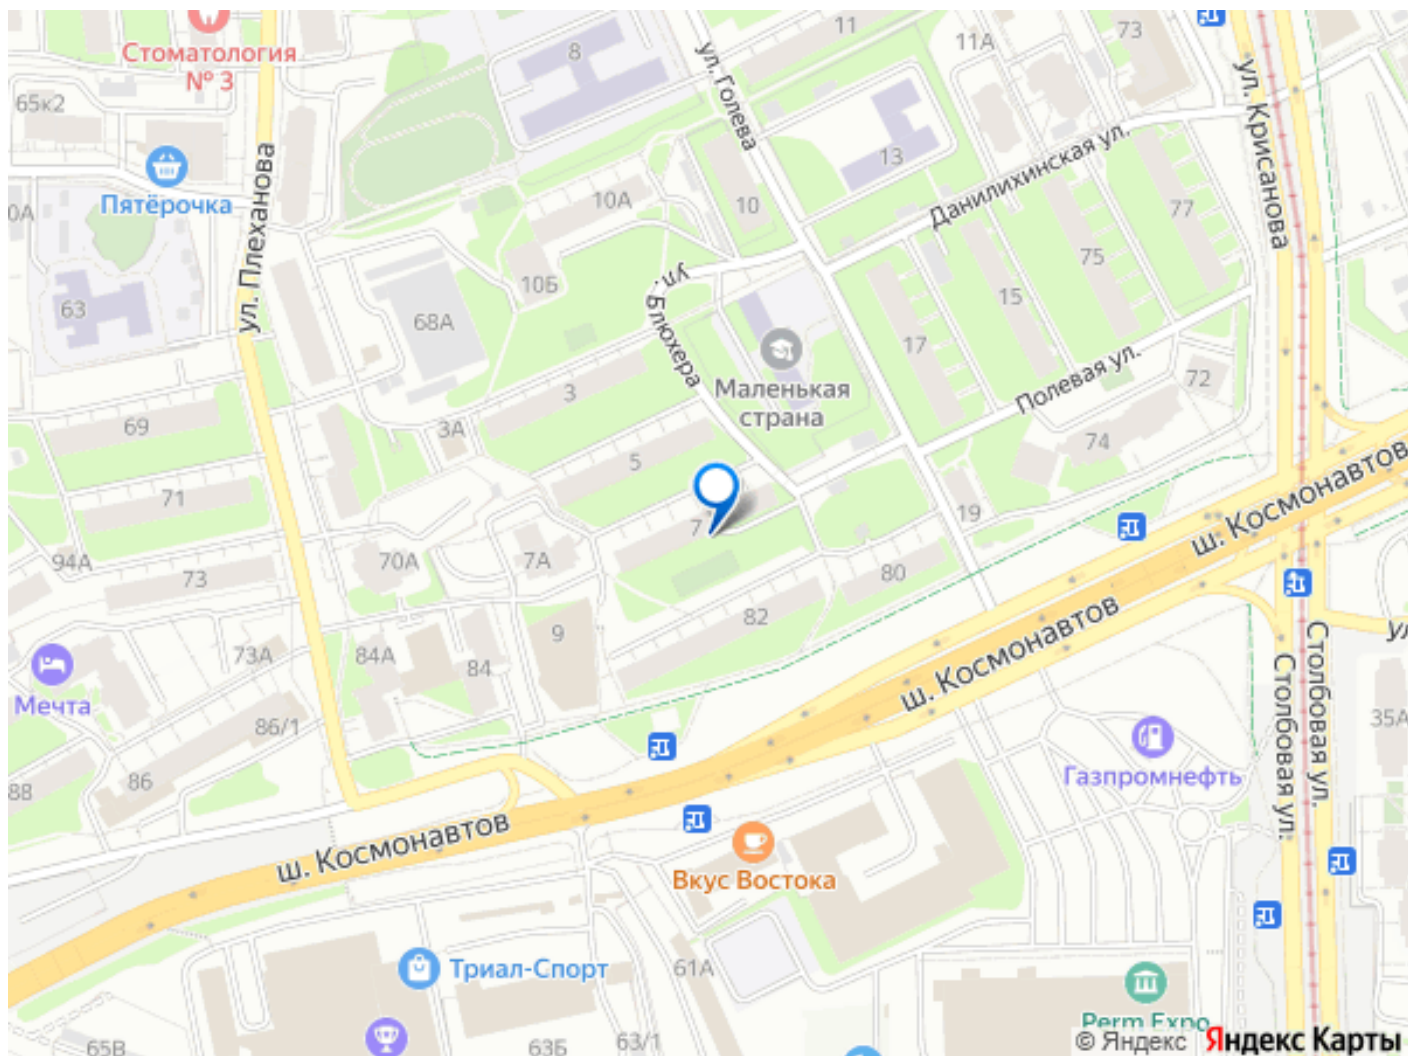 Стоматология
№ 3
65к2
Пятёрочка
ул. Плеханова
0А
63
8
11
11А
73
ул. Голева
ул. Крисанова
13
Данилихинская ул.
10А
10
10Б
77
75
15
17
68А
ул. Блюхера
Маленькая
страна
Полевая ул.
72
74
3
3А
5
69
71
7
19
ш. Космонавтов
94А
73
70А
7А
80
82
9
ш. Космонавтов
73А
84А
84
Мечта
86/1
86
88
Столбовая ул.
Столбовая ул.
35А
Газпромнефть
ш. Космонавтов
Вкус Востока
Триал-Спорт
61А
Perm Expo
65В
63Б
63/1
© Яндекс Яндекс Карты